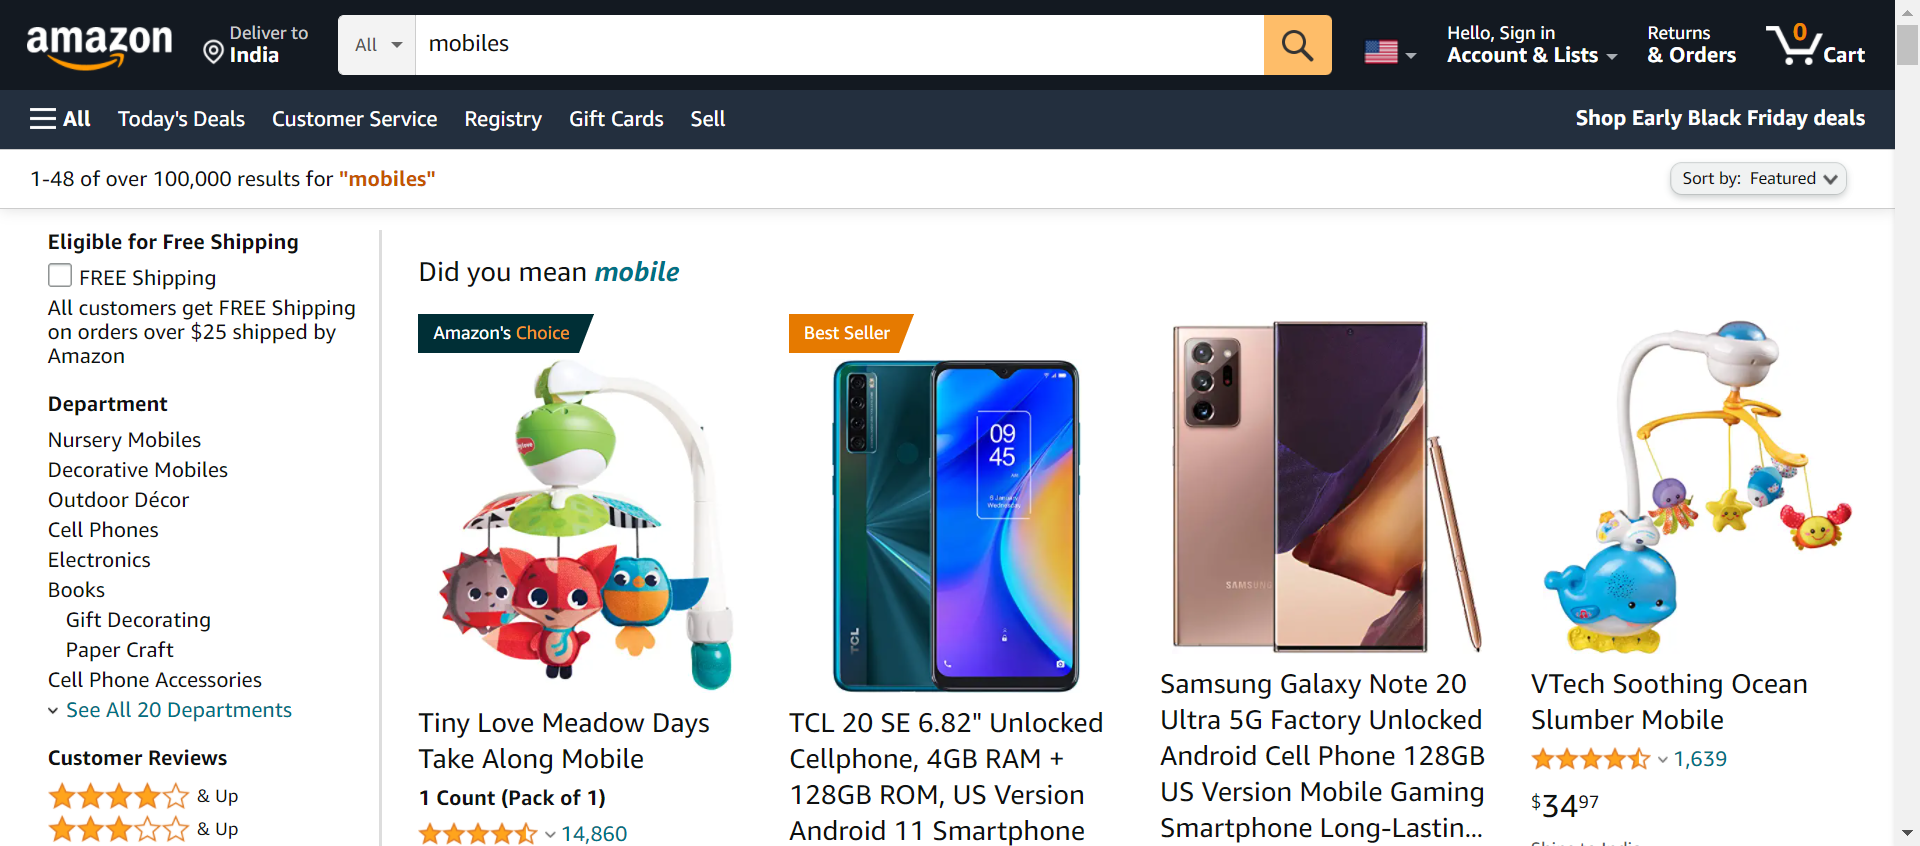 amazon
Deliver to
India
All
mobiles
Hello, Sign in
Account & Lists
Returns
& Orders
0
Cart
All
Today's Deals
Customer Service
Registry
Gift Cards
Sell
Shop Early Black Friday deals
1-48 of over 100,000 results for "mobiles"
Sort by: Featured
Eligible for Free Shipping
FREE Shipping
All customers get FREE Shipping
on orders over $25 shipped by
Amazon
Department
Nursery Mobiles
Decorative Mobiles
Outdoor Décor
Cell Phones
Electronics
Books
Gift Decorating
Paper Craft
Cell Phone Accessories
See All 20 Departments
Customer Reviews
& Up
& Up
Did you mean mobile
Amazon's Choice
Tiny Love Meadow Days
Take Along Mobile
1 Count (Pack of 1)
14,860
Best Seller
09
45
TCL
TCL 20 SE 6.82" Unlocked
Cellphone, 4GB RAM +
128GB ROM, US Version
Android 11 Smartphone
SAMSUNG
Samsung Galaxy Note 20
Ultra 5G Factory Unlocked
Android Cell Phone 128GB
US Version Mobile Gaming
Smartphone Long-Lastin...
VTech Soothing Ocean
Slumber Mobile
1,639
$34.97